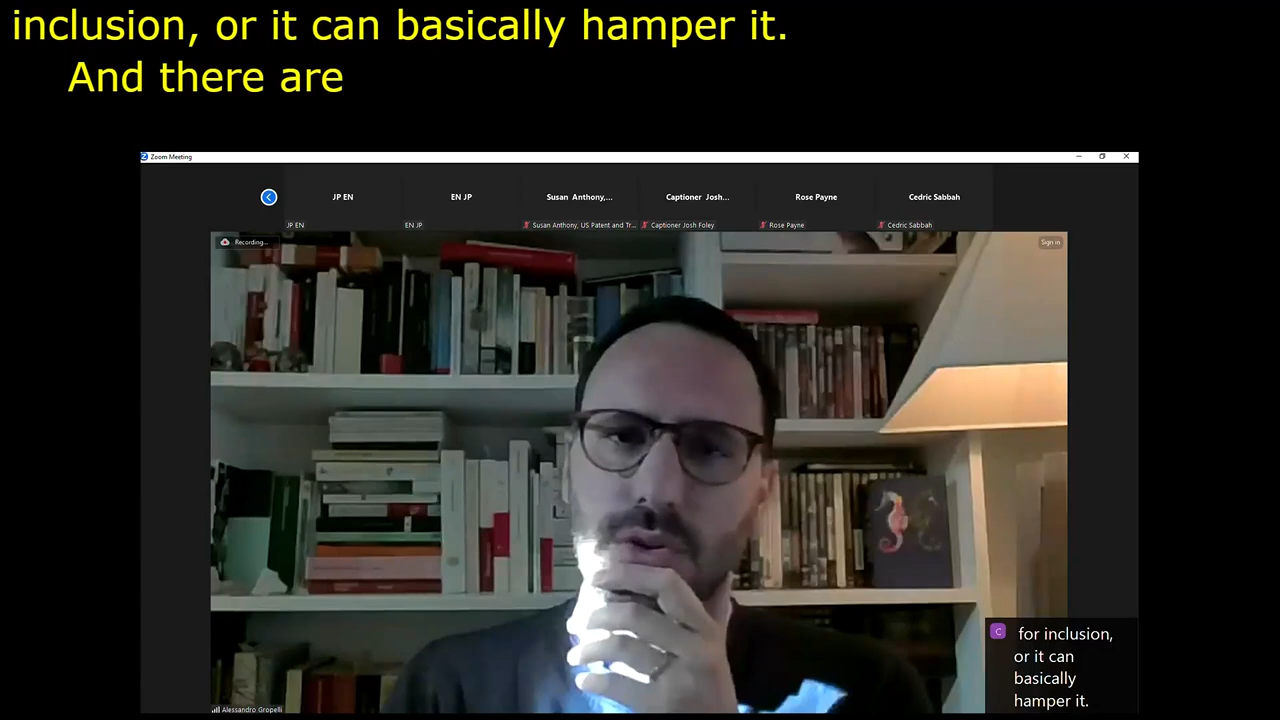 inclusion, or it can basically hamper it.
And there are
Zoom Meeting
JP EN
EN JP
Susan Anthony,...
Captioner Josh...
Rose Payne
Cedric Sabbah
JP EN
EN JP
Susan Anthony, US Patent and Tr...
Captioner Josh Foley
Rose Payne
Cedric Sabbah
Recording...
Sign in
C
for inclusion,
or it can
basically
hamper it.
Alessandro Gropelli